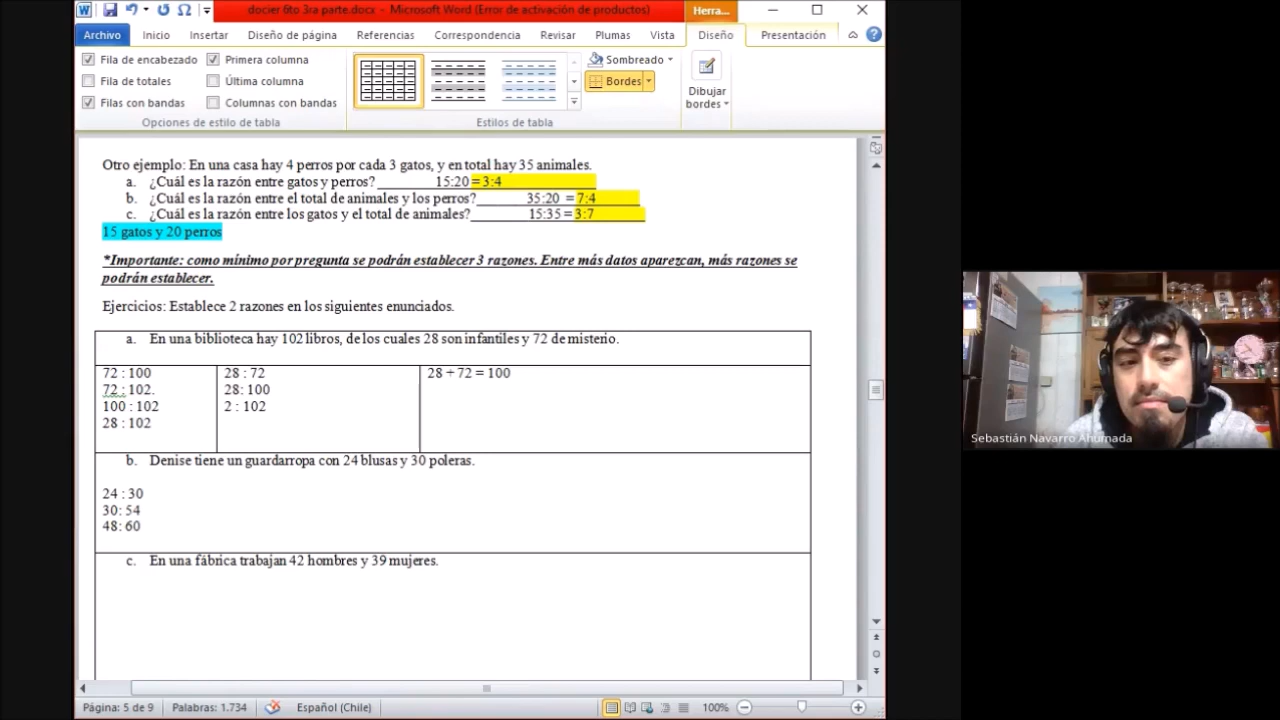 docier 6to 3ra parte.docx - Microsoft Word (Error de activación de productos)
Herra...
Archivo Inicio Insertar Diseño de página Referencias Correspondencia Revisar Plumas Vista Diseño Presentación
Fila de encabezado Primera columna
Fila de totales Última columna
Filas con bandas Columnas con bandas
Opciones de estilo de tabla
Estilos de tabla
Sombreado
Bordes
Dibujar
bordes
Otro ejemplo: En una casa hay 4 perros por cada 3 gatos, y en total hay 35 animales.
a. ¿Cuál es la razón entre gatos y perros? 15:20 = 3:4
b. ¿Cuál es la razón entre el total de animales y los perros? 35:20 = 7:4
c. ¿Cuál es la razón entre los gatos y el total de animales? 15:35 = 3:7
15 gatos y 20 perros
*Importante: como mínimo por pregunta se podrán establecer 3 razones. Entre más datos aparezcan, más razones se
podrán establecer.
Ejercicios: Establece 2 razones en los siguientes enunciados.
a. En una biblioteca hay 102 libros, de los cuales 28 son infantiles y 72 de misterio.
72 : 100
72 : 102.
100 : 102
28 : 102
28 : 72
28: 100
2 : 102
28 + 72 = 100
b. Denise tiene un guardarropa con 24 blusas y 30 poleras.
24 : 30
30: 54
48: 60
c. En una fábrica trabajan 42 hombres y 39 mujeres.
Página: 5 de 9 Palabras: 1.734 Español (Chile) 100%
Sebastián Navarro Ahumada